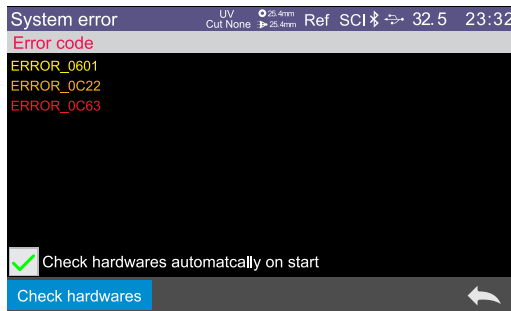 System error UV Cut None 25.4mm 25.4mm Ref SCI 32.5 23:32
Error code
ERROR_0601
ERROR_0C22
ERROR_0C63
Check hardwares automatcally on start
Check hardwares